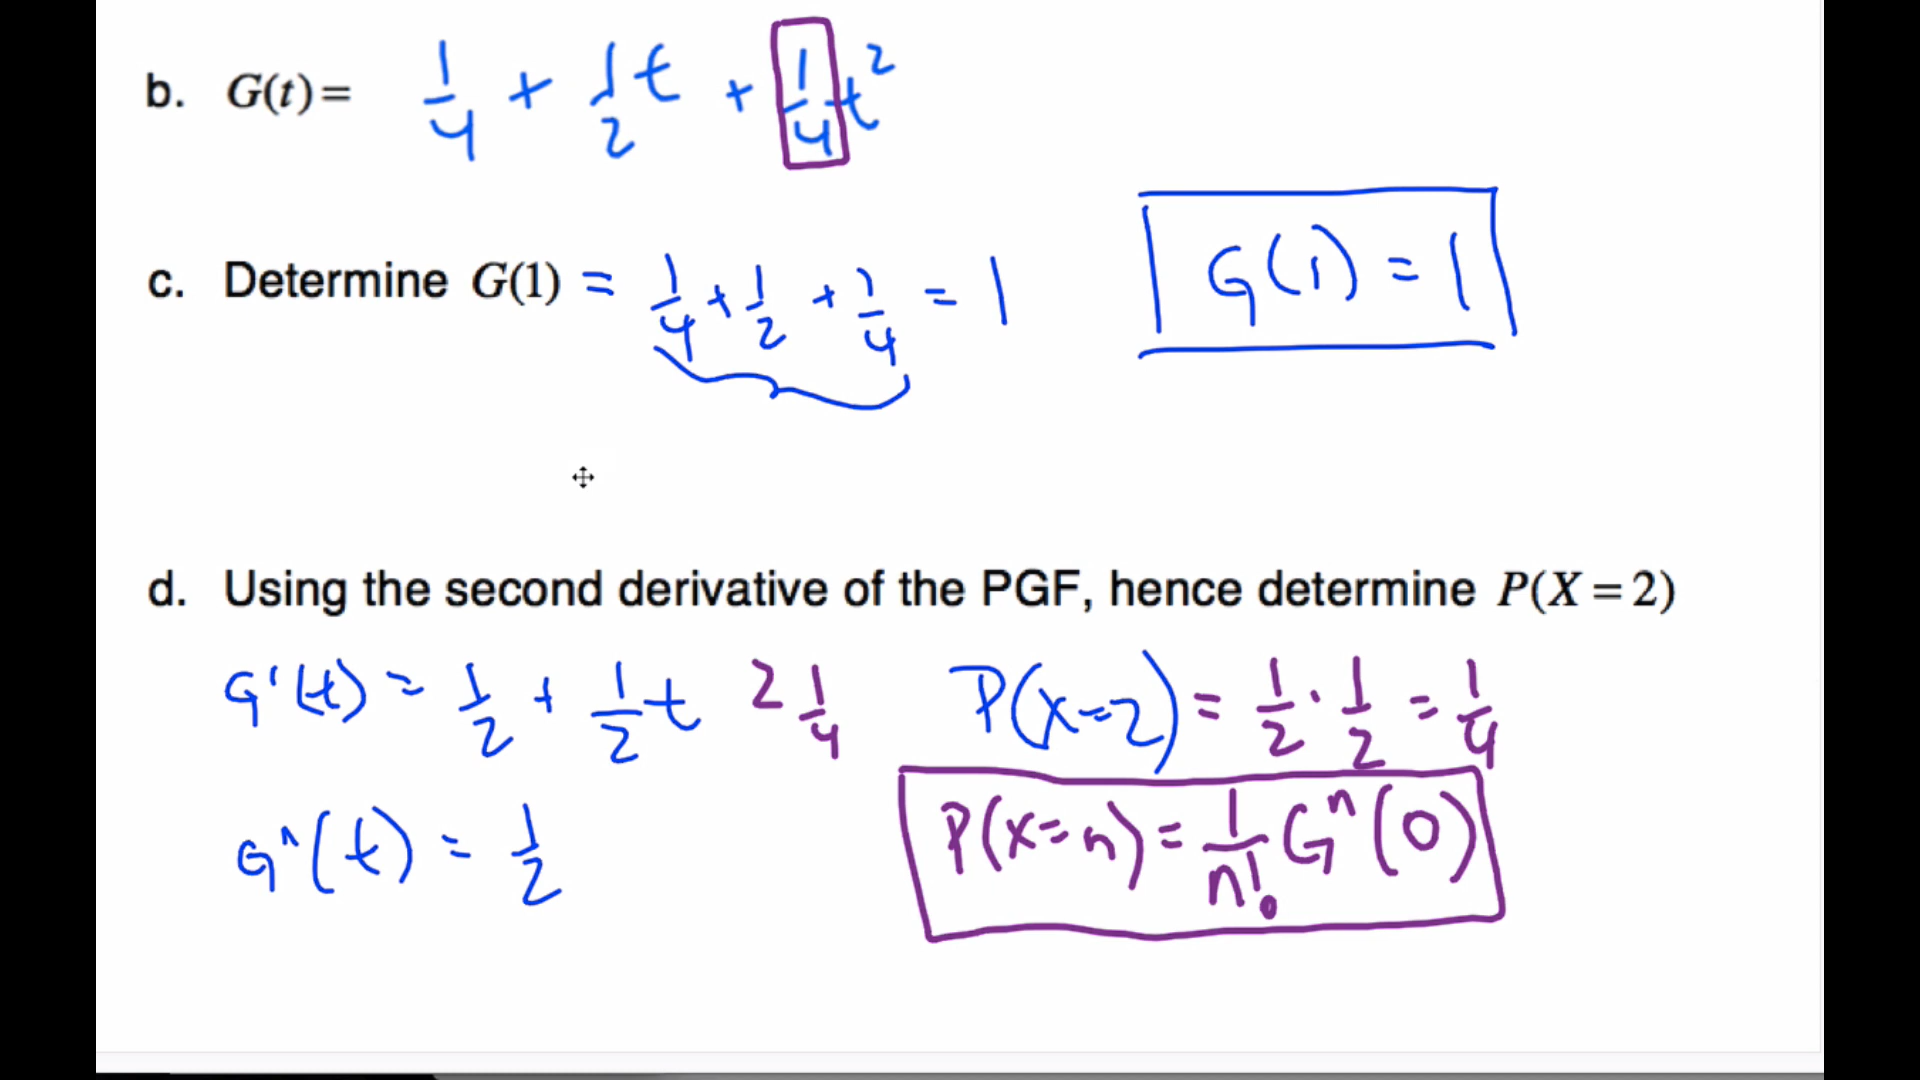 b. G(t) = 1/4 + 1/2 t + 1/4 t²
c. Determine G(1) = 1/4 + 1/2 + 1/4 = 1
G(1) = 1
d. Using the second derivative of the PGF, hence determine P(X = 2)
G'(t) = 1/2 + 1/2 t 2 1/4
P(X=2) = 1/2 · 1/2 = 1/4
G''(t) = 1/2
P(X=n) = 1/n! Gⁿ(0)